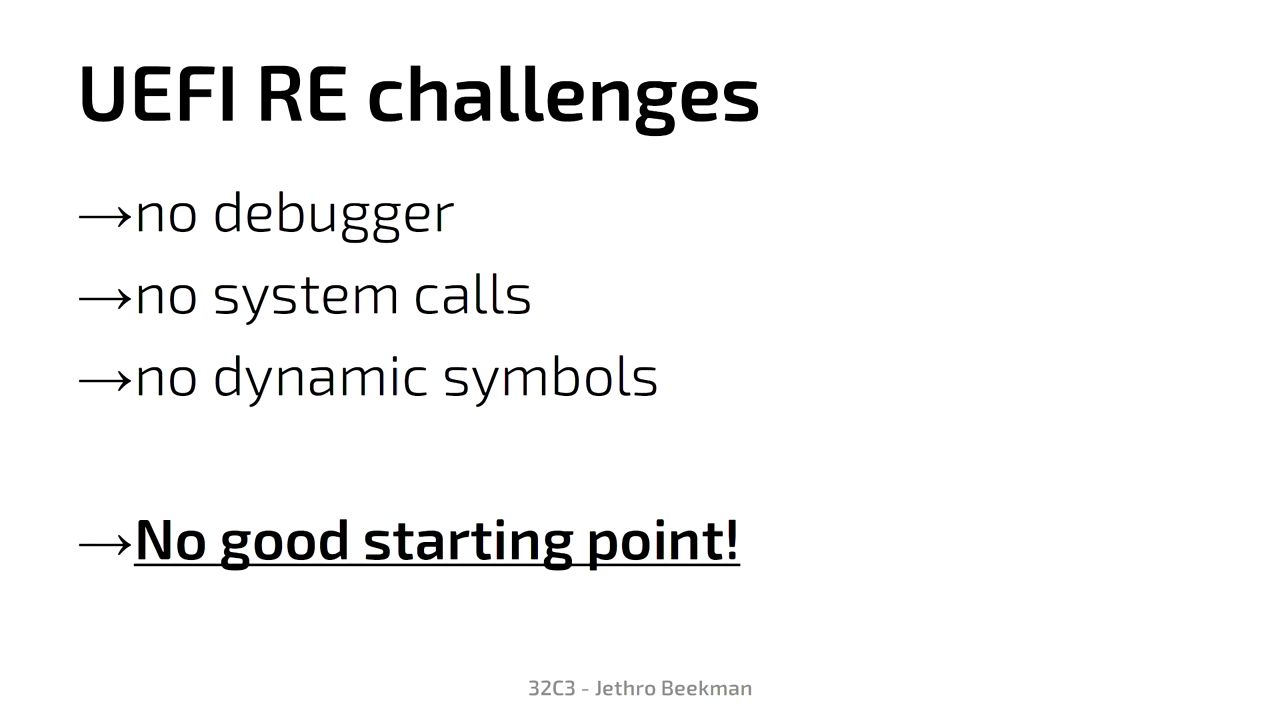 UEFI RE challenges
→no debugger
→no system calls
→no dynamic symbols
→No good starting point!
32C3 - Jethro Beekman